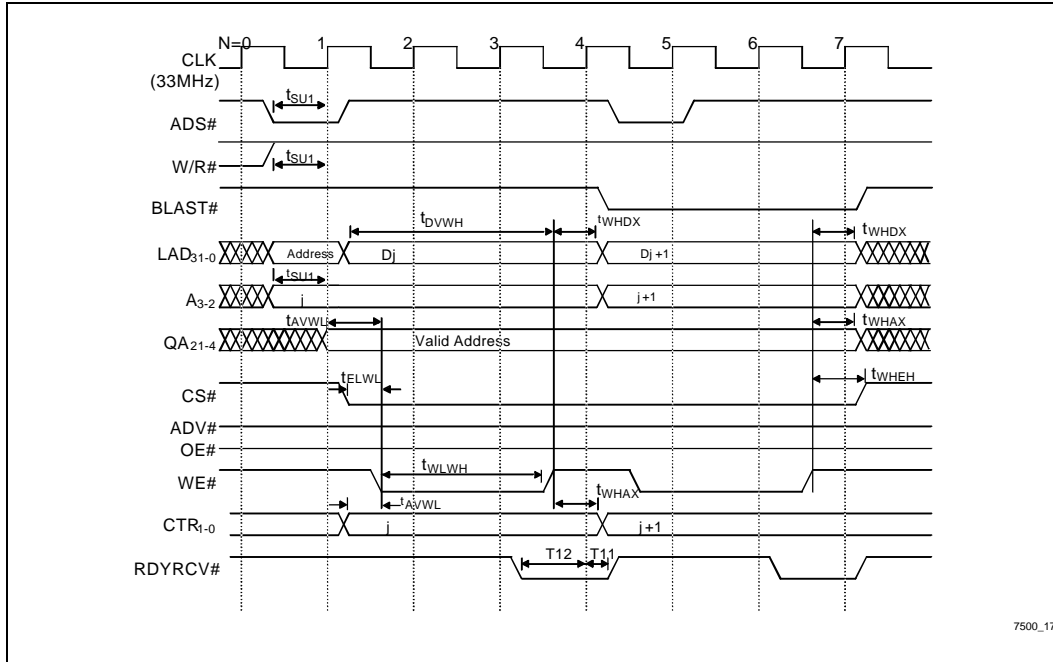 N=0 1 2 3 4 5 6 7
CLK
(33MHz)
tSU1
ADS#
tSU1
W/R#
BLAST#
tDVWH tWHDX tWHDX
LAD31-0 Address Dj Dj+1
tSU1
A3-2 j j+1
tAVWL tWHAX
QA21-4 Valid Address
tELWL tWHEH
CS#
ADV#
OE#
tWLWH
WE#
tAVWL tWHAX
CTR1-0 j j+1
T12 T11
RDYRCV#
7500_17